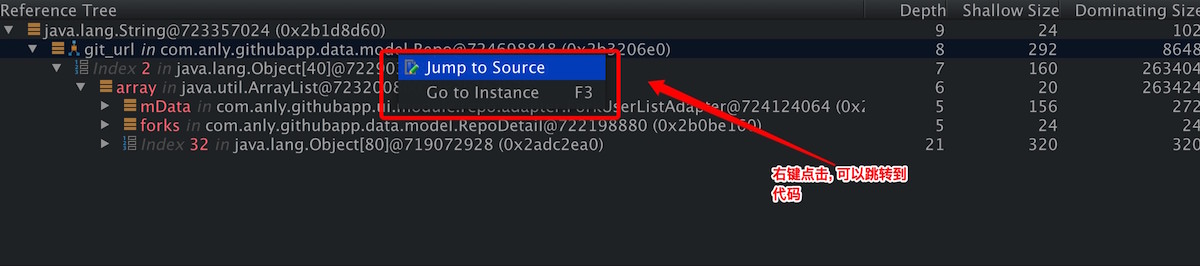 Reference Tree Depth Shallow Size Dominating Size
java.lang.String@723357024 (0x2b1d8d60) 9 24 102
git_url in com.anly.githubapp.data.model.Repo@724698848 (0x2b3206e0) 8 292 8648
Index 2 in java.lang.Object[40]@72290 7 160 263404
Jump to Source
array in java.util.ArrayList@7232008 6 20 263424
Go to Instance F3
mData in com.anly.githubapp.ui.module.repo.adapter.ForkUserListAdapter@724124064 (0x2 5 156 272
forks in com.anly.githubapp.data.model.RepoDetail@722198880 (0x2b0be160) 5 24 24
Index 32 in java.lang.Object[80]@719072928 (0x2adc2ea0) 21 320 320
右键点击, 可以跳转到
代码